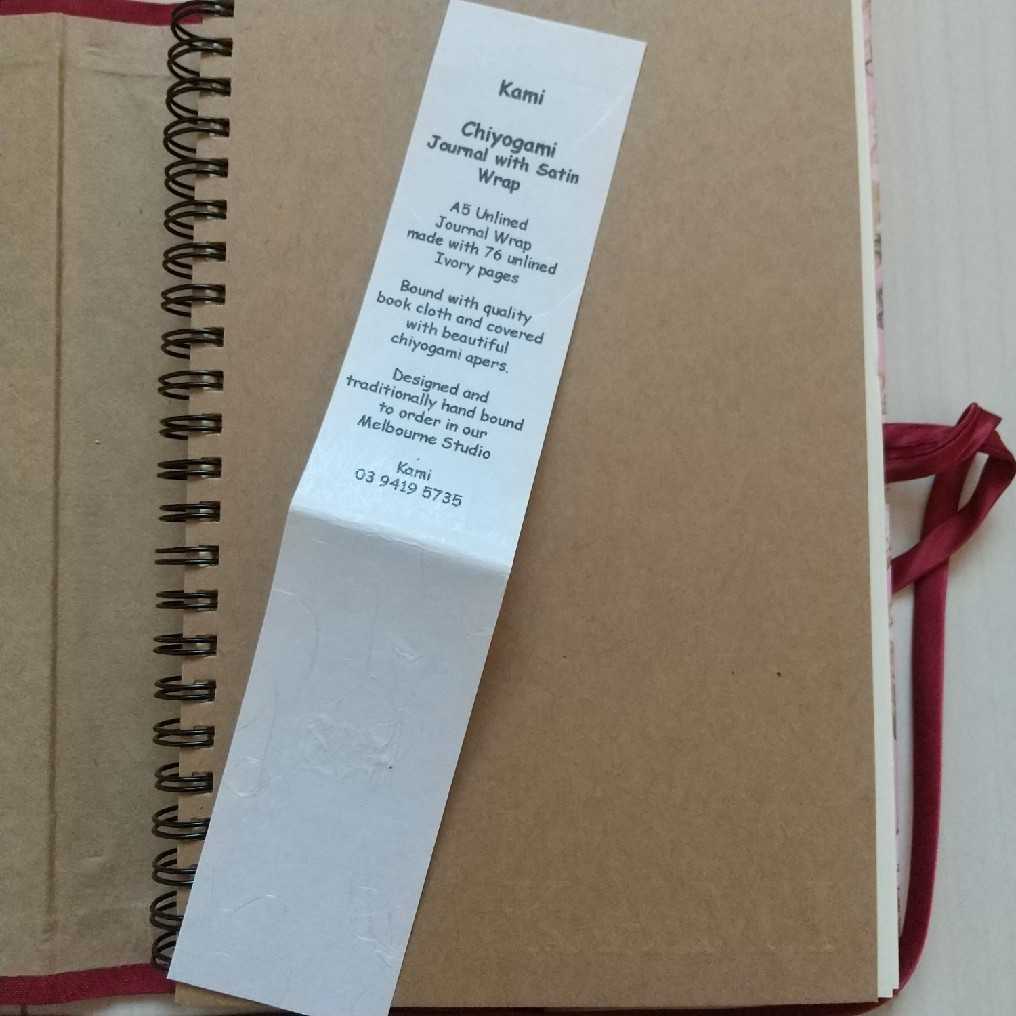 Kami
Chiyogami
Journal with Satin
Wrap
A5 Unlined
Journal Wrap
made with 76 unlined
Ivory pages
Bound with quality
book cloth and covered
with beautiful
chiyogami apers.
Designed and
traditionally hand bound
to order in our
Melbourne Studio
Kami
03 9419 5735